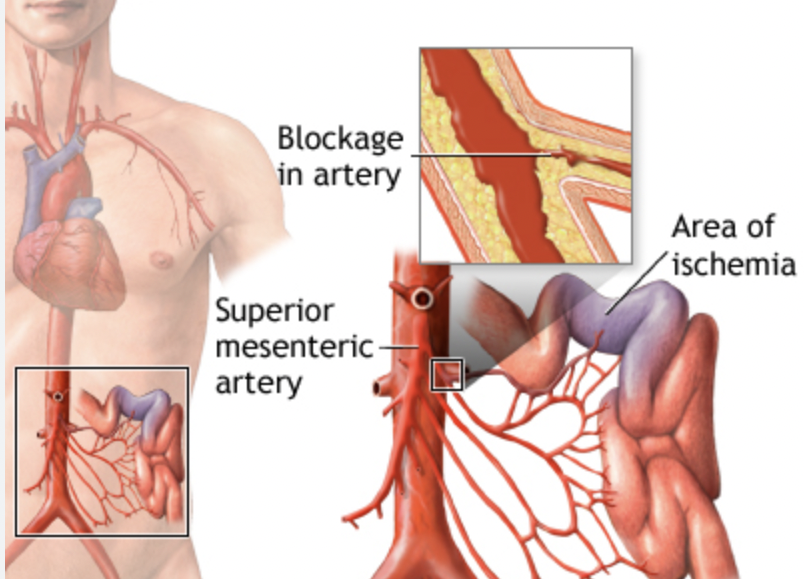 Blockage
in artery
Area of
ischemia
Superior
mesenteric
artery